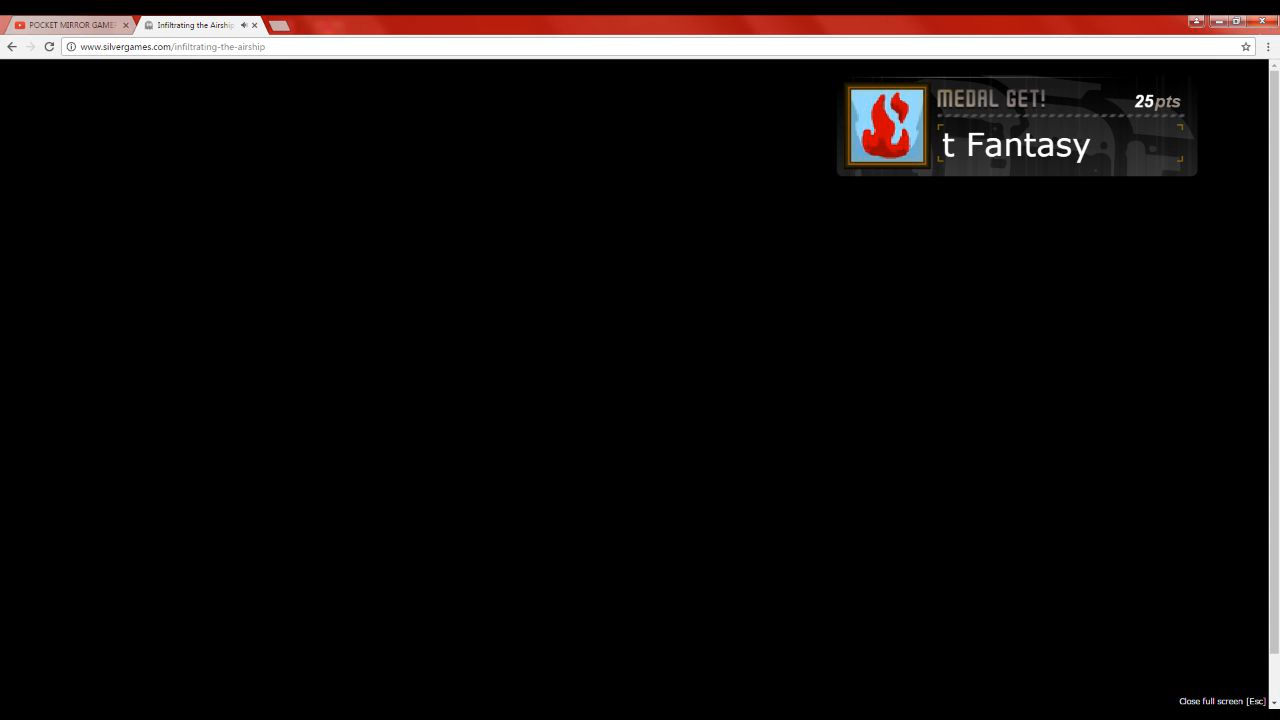 POCKET MIRROR GAME
Infiltrating the Airship
www.silvergames.com/infiltrating-the-airship
MEDAL GET!
25pts
t Fantasy
Close full screen [Esc]